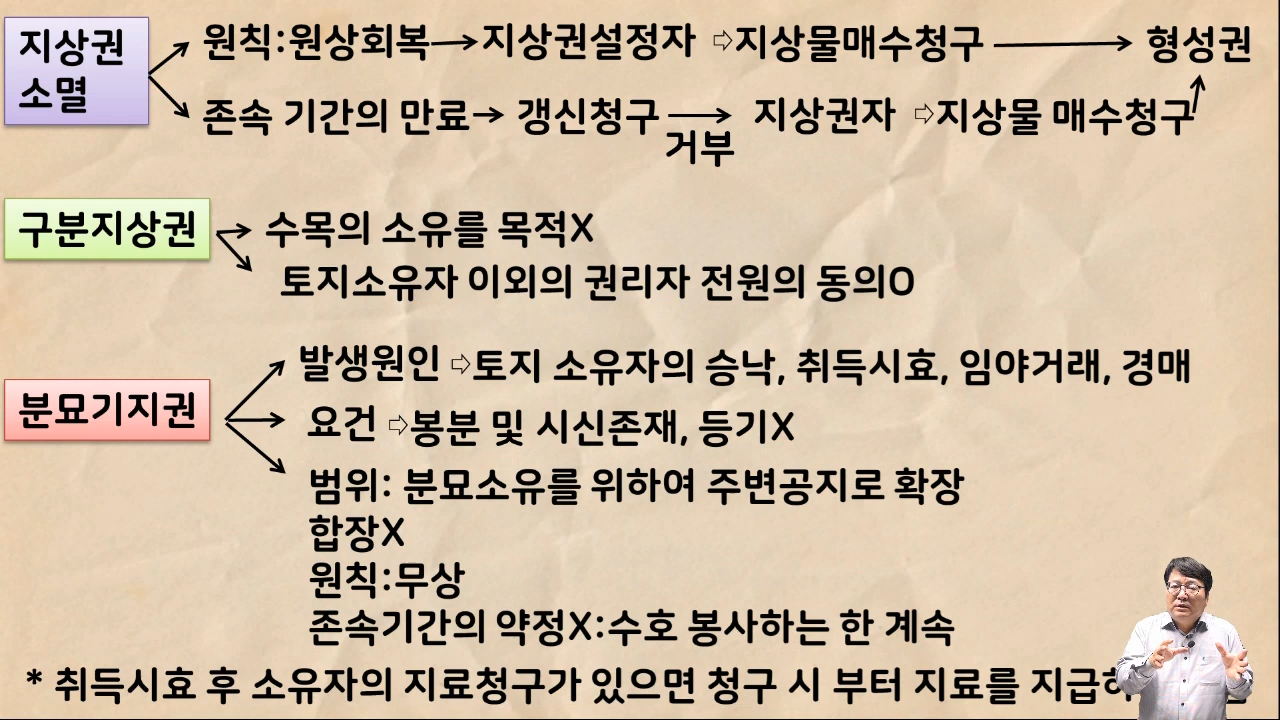 지상권
소멸
원칙:원상회복→지상권설정자 ⇨지상물매수청구 → 형성권
존속 기간의 만료→ 갱신청구 → 지상권자 ⇨지상물 매수청구
거부
구분지상권
수목의 소유를 목적X
토지소유자 이외의 권리자 전원의 동의O
분묘기지권
발생원인 ⇨토지 소유자의 승낙, 취득시효, 임야거래, 경매
요건 ⇨봉분 및 시신존재, 등기X
범위: 분묘소유를 위하여 주변공지로 확장
합장X
원칙:무상
존속기간의 약정X:수호 봉사하는 한 계속
* 취득시효 후 소유자의 지료청구가 있으면 청구 시 부터 지료를